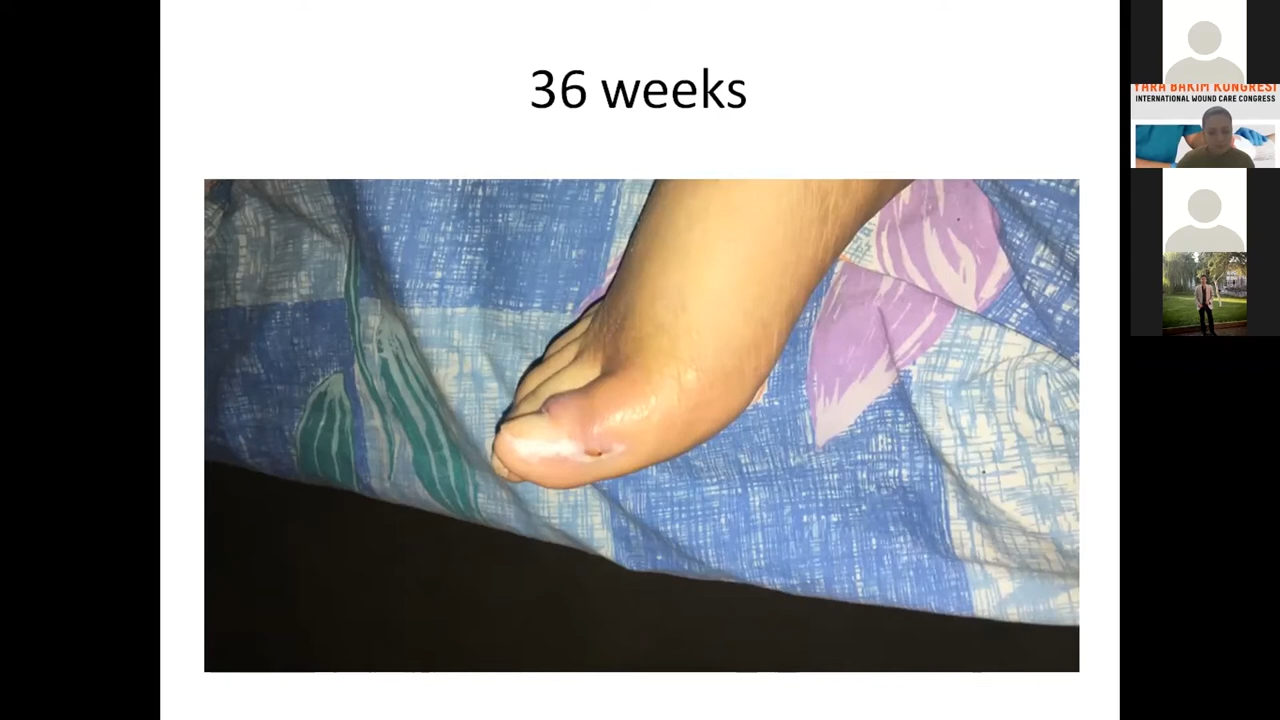 36 weeks
YARA BAKIM KONGRESİ
INTERNATIONAL WOUND CARE CONGRESS